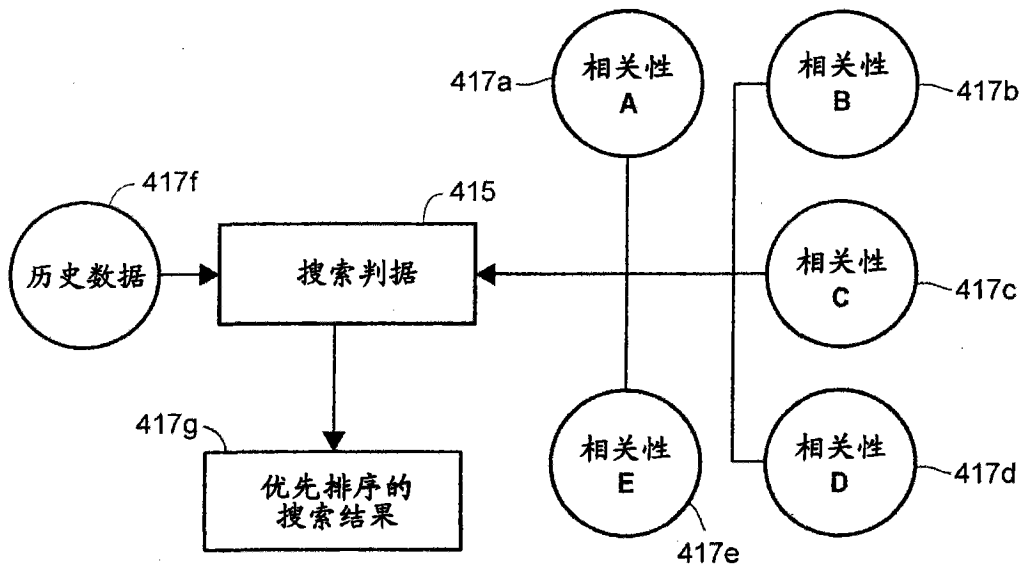 417a
相关性
A
相关性
B
417b
417f
历史数据
415
搜索判据
相关性
C
417c
417g
优先排序的
搜索结果
相关性
E
417e
相关性
D
417d